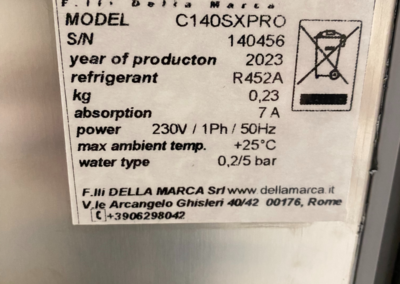 F.lli Della Marca
MODEL C140SXPRO
S/N 140456
year of producton 2023
refrigerant R452A
kg 0,23
absorption 7 A
power 230V / 1Ph / 50Hz
max ambient temp. +25°C
water type 0,2/5 bar
F.lli DELLA MARCA Srl www.dellamarca.it
V.le Arcangelo Ghisleri 40/42 00176, Rome
+3906298042